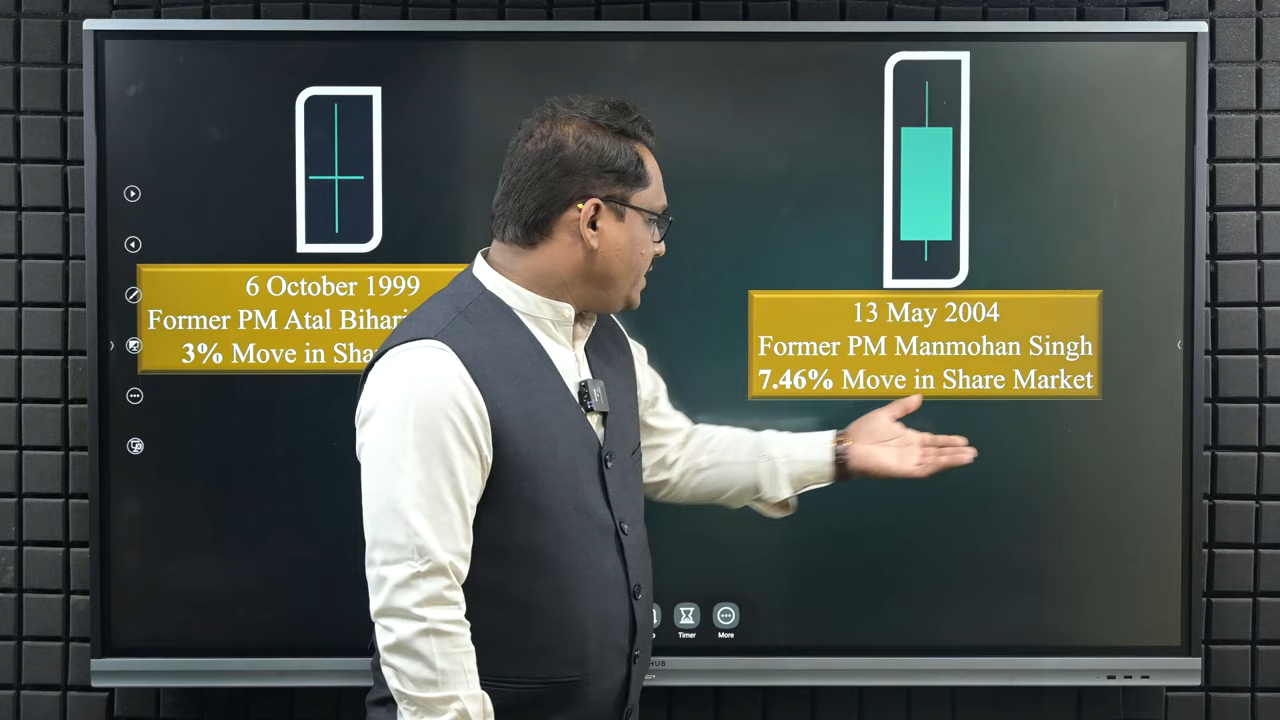 6 October 1999
Former PM Atal Bihari
3% Move in
13 May 2004
Former PM Manmohan Singh
7.46% Move in Share Market
Timer
More
HUB